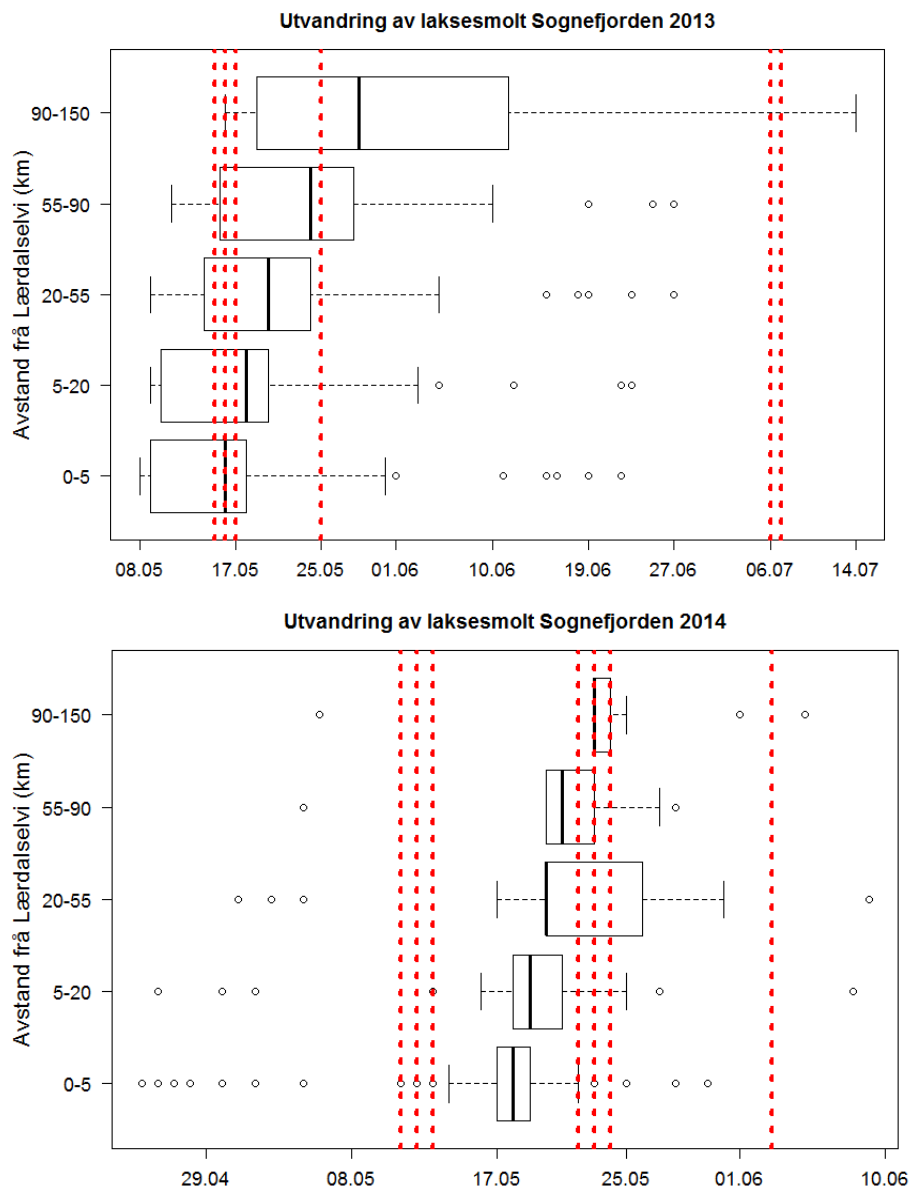 Utvandring av laksesmolt Sognefjorden 2013
Avstand frå Lærdalselvi (km)
90-150
55-90
20-55
5-20
0-5
08.05 17.05 25.05 01.06 10.06 19.06 27.06 06.07 14.07
Utvandring av laksesmolt Sognefjorden 2014
Avstand frå Lærdalselvi (km)
90-150
55-90
20-55
5-20
0-5
29.04 08.05 17.05 25.05 01.06 10.06